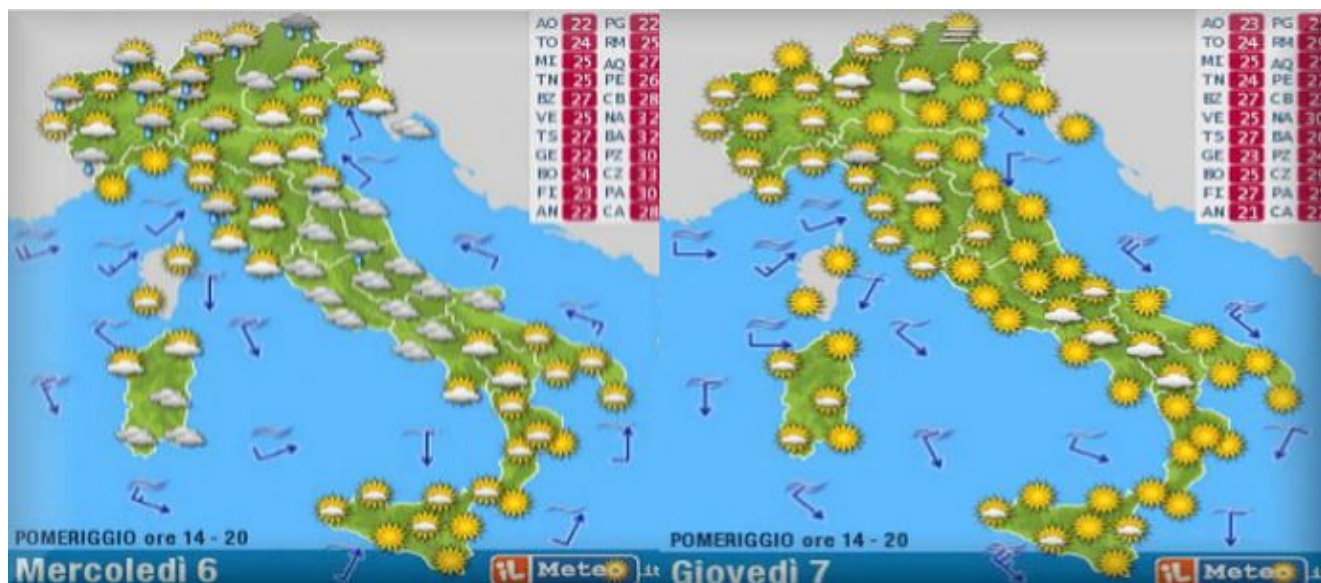 AO 22 PG 22
TO 24 RM 25
MI 25 AQ 27
TN 25 PE 26
BZ 27 CB 28
VE 25 NA 32
TS 27 BA 32
GE 22 PZ 30
BO 24 CZ 33
FI 23 PA 30
AN 22 CA 28
POMERIGGIO ore 14 - 20
Mercoledì 6
iL Meteo .it
AO 23 PG
TO 24 RM
MI 25 AQ
TN 24 PE
BZ 27 CB
VE 25 NA
TS 27 BA
GE 23 PZ
BO 25 CZ
FI 27 PA
AN 21 CA
POMERIGGIO ore 14 - 20
Giovedì 7
iL Meteo .it